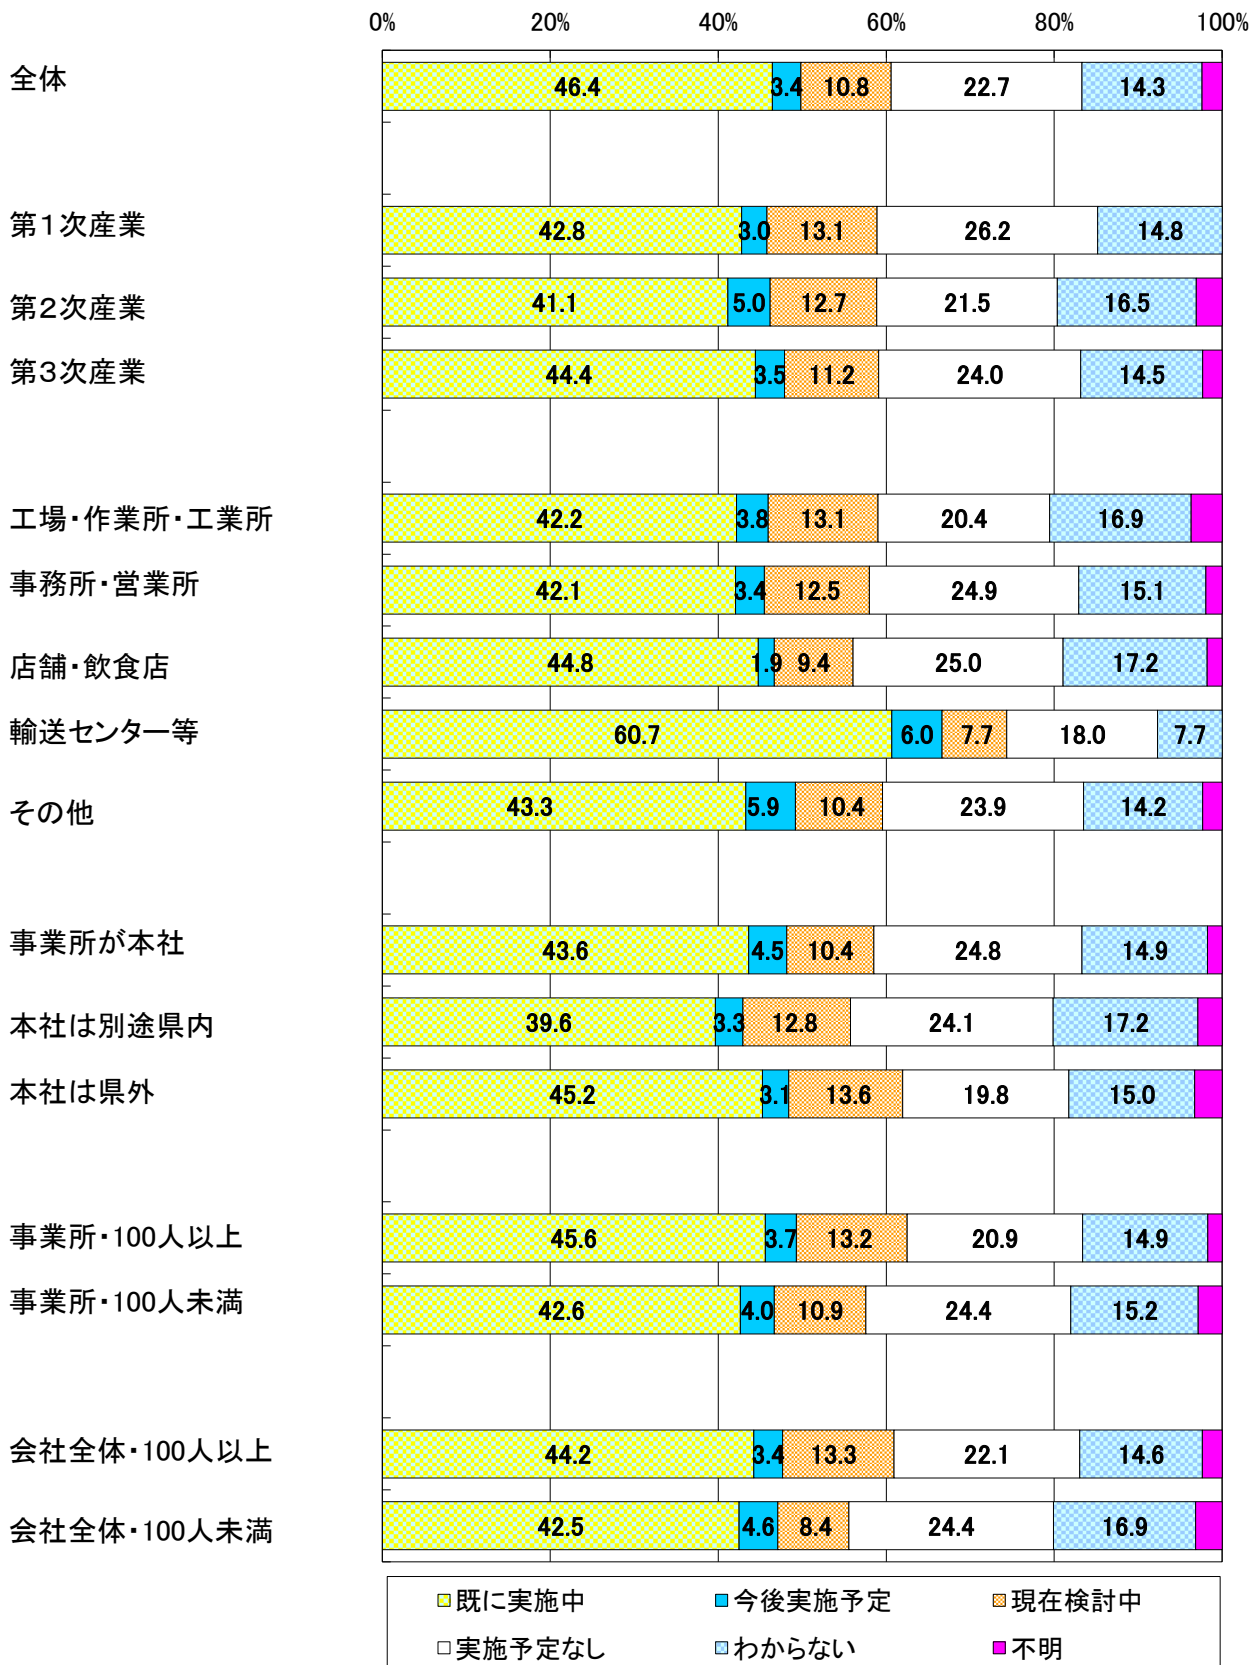 0% 20% 40% 60% 80% 100%
全体 46.4 3.4 10.8 22.7 14.3
第1次産業 42.8 3.0 13.1 26.2 14.8
第2次産業 41.1 5.0 12.7 21.5 16.5
第3次産業 44.4 3.5 11.2 24.0 14.5
工場・作業所・工業所 42.2 3.8 13.1 20.4 16.9
事務所・営業所 42.1 3.4 12.5 24.9 15.1
店舗・飲食店 44.8 1.9 9.4 25.0 17.2
輸送センター等 60.7 6.0 7.7 18.0 7.7
その他 43.3 5.9 10.4 23.9 14.2
事業所が本社 43.6 4.5 10.4 24.8 14.9
本社は別途県内 39.6 3.3 12.8 24.1 17.2
本社は県外 45.2 3.1 13.6 19.8 15.0
事業所・100人以上 45.6 3.7 13.2 20.9 14.9
事業所・100人未満 42.6 4.0 10.9 24.4 15.2
会社全体・100人以上 44.2 3.4 13.3 22.1 14.6
会社全体・100人未満 42.5 4.6 8.4 24.4 16.9
既に実施中 今後実施予定 現在検討中
実施予定なし わからない 不明